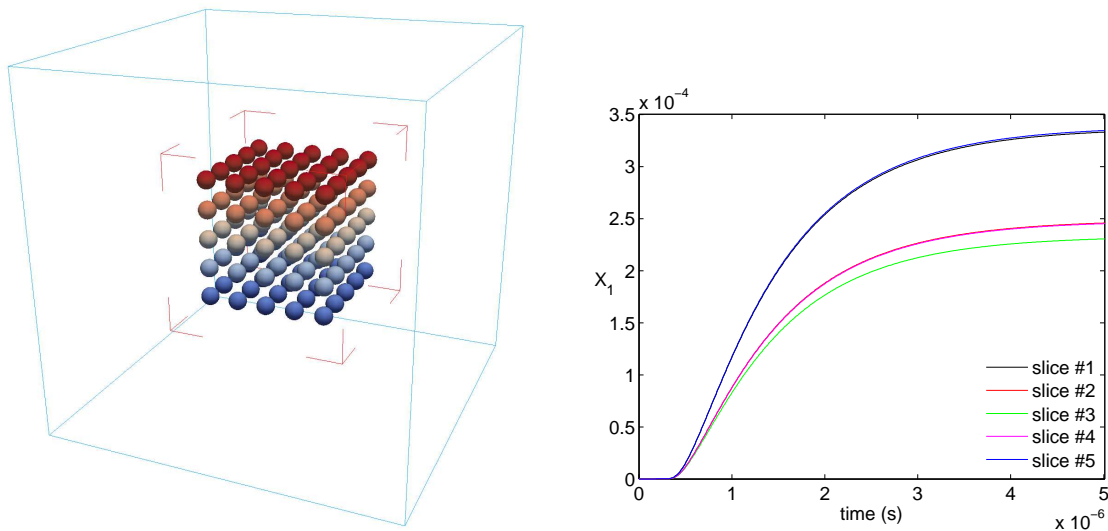 x 10⁻⁴
3.5
3
2.5
2
1.5
1
0.5
0
X₁
slice #1
slice #2
slice #3
slice #4
slice #5
0 1 2 3 4 5
time (s)
x 10⁻⁶